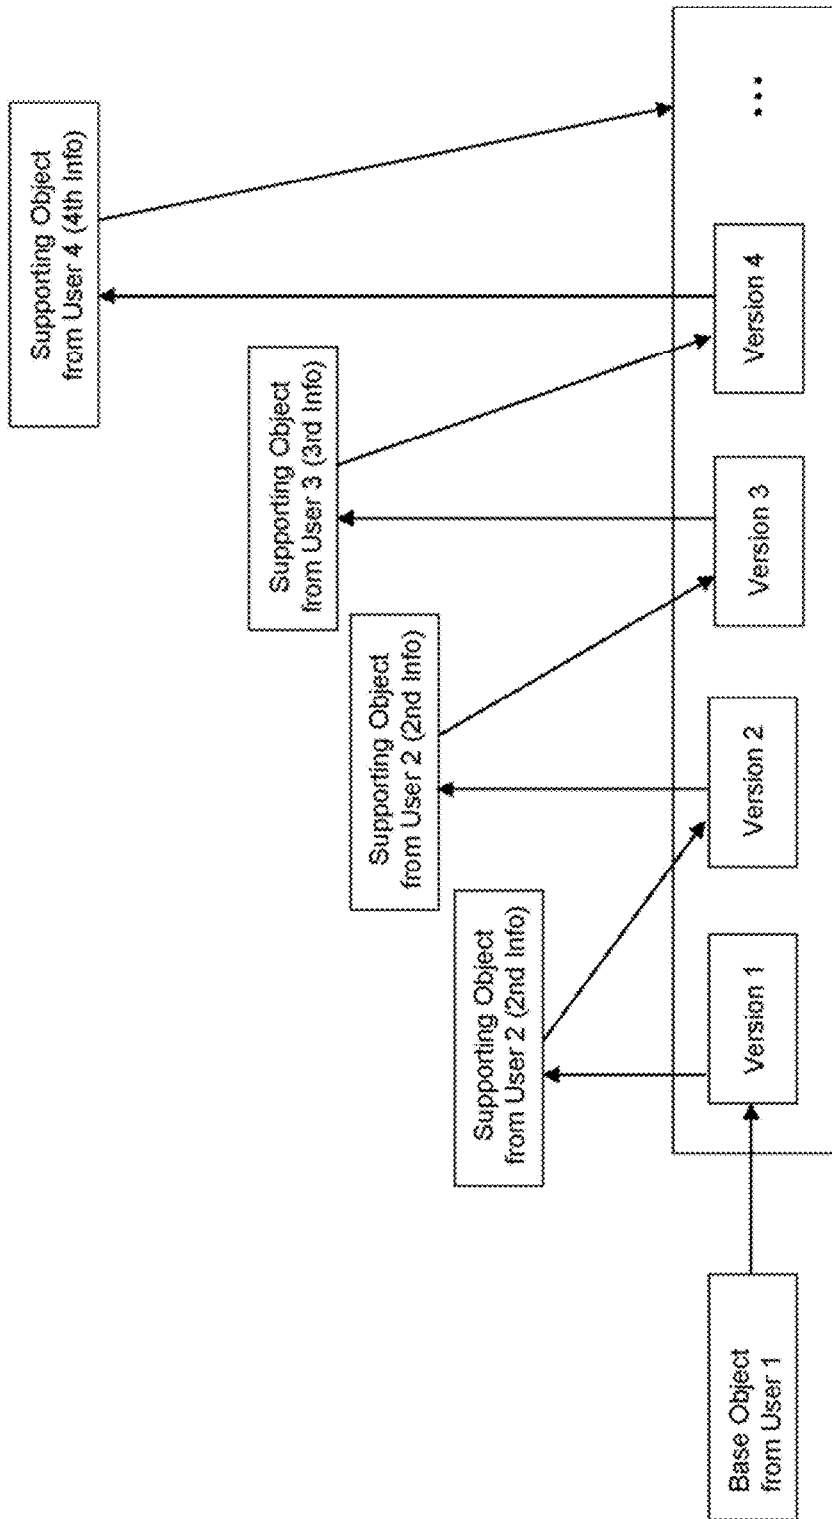 Supporting Object
from User 4 (4th Info)
Supporting Object
from User 3 (3rd Info)
Supporting Object
from User 2 (2nd Info)
Supporting Object
from User 2 (2nd Info)
Base Object
from User 1
Version 1
Version 2
Version 3
Version 4
...